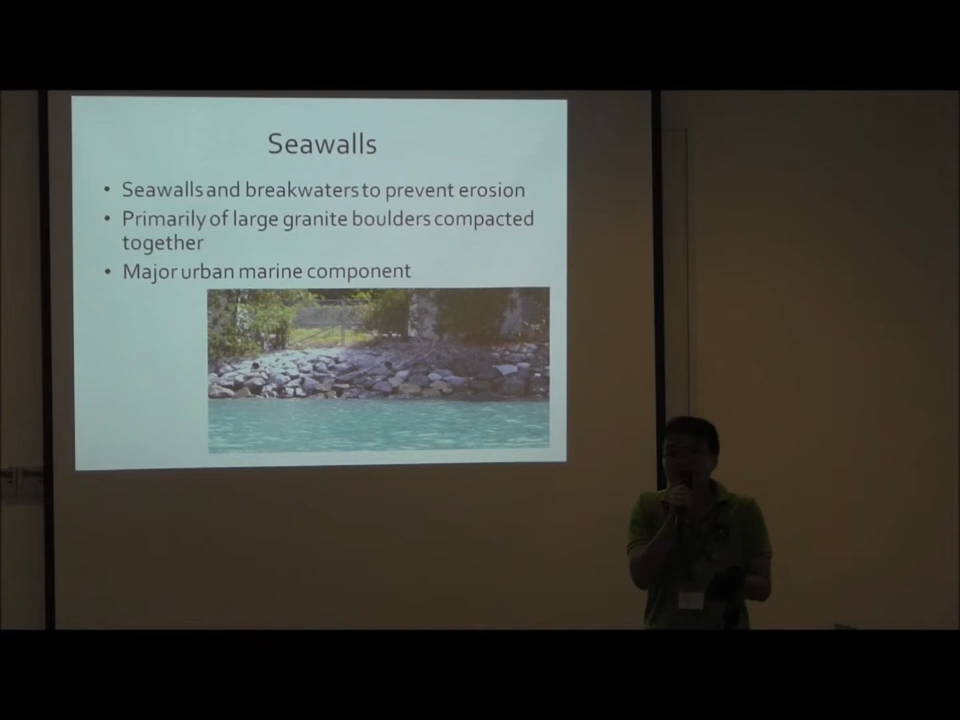 Seawalls
• Seawalls and breakwaters to prevent erosion
• Primarily of large granite boulders compacted
together
• Major urban marine component